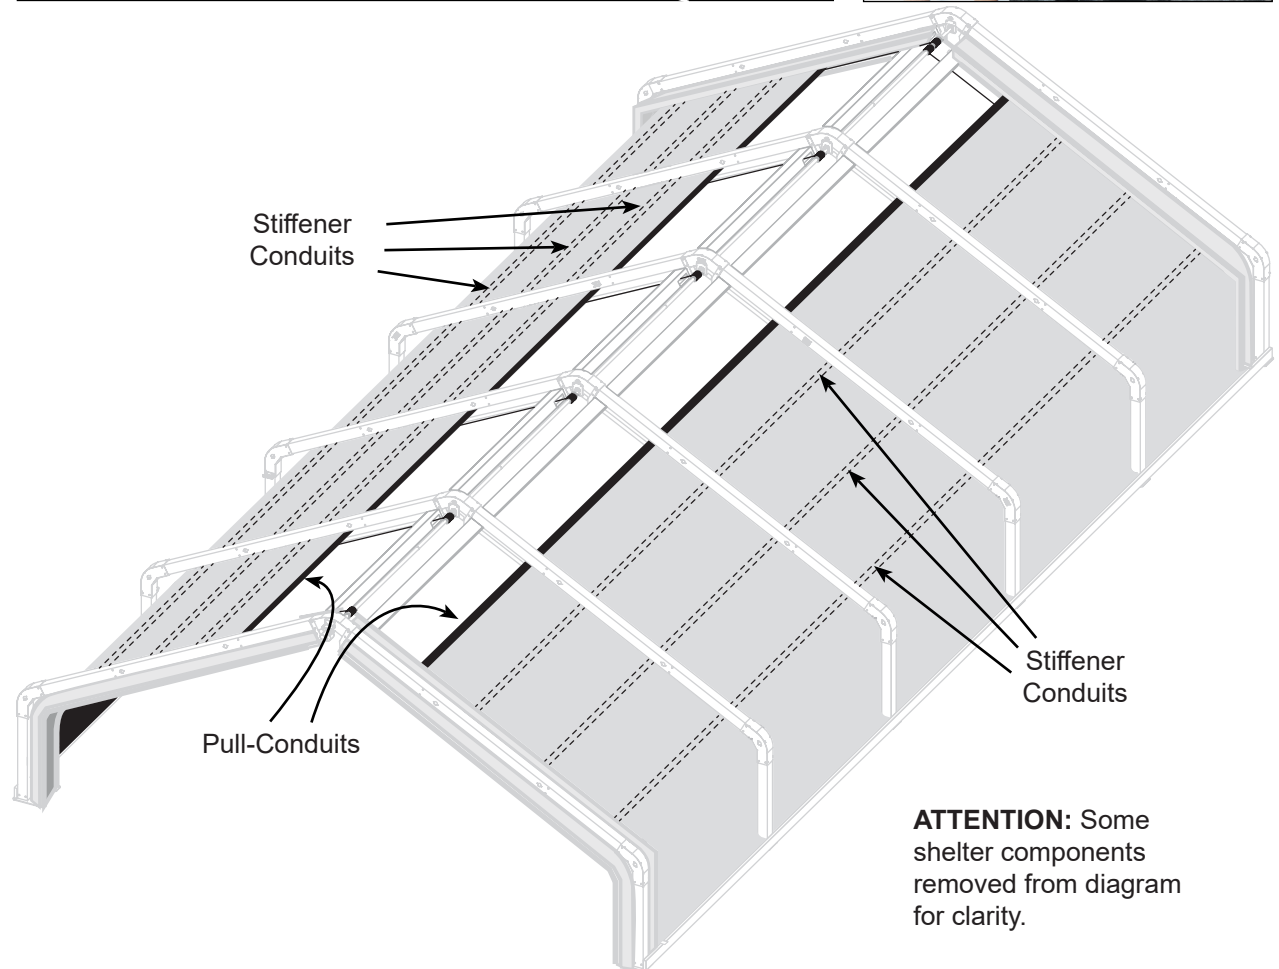 Stiffener
Conduits
Stiffener
Conduits
Pull-Conduits
ATTENTION: Some
shelter components
removed from diagram
for clarity.